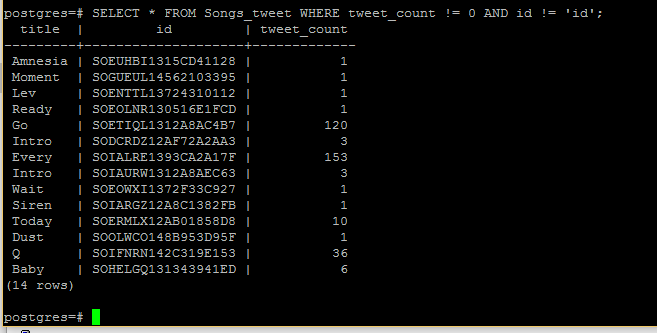 postgres=# SELECT * FROM Songs_tweet WHERE tweet_count != 0 AND id != 'id';
  title  |         id         | tweet_count
---------+--------------------+-------------
 Amnesia | SOEUHBI1315CD41128 |           1
 Moment  | SOGUEUL14562103395 |           1
 Lev     | SOENTTL13724310112 |           1
 Ready   | SOEOLNR130516E1FCD |           1
 Go      | SOETIQL1312A8AC4B7 |         120
 Intro   | SODCRDZ12AF72A2AA3 |           3
 Every   | SOIALRE1393CA2A17F |         153
 Intro   | SOIAURW1312A8AEC63 |           3
 Wait    | SOEOWXI1372F33C927 |           1
 Siren   | SOIARGZ12A8C1382FB |           1
 Today   | SOERMLX12AB01858D8 |          10
 Dust    | SOOLWCO148B953D95F |           1
 Q       | SOIFNRN142C319E153 |          36
 Baby    | SOHELGQ131343941ED |           6
(14 rows)
postgres=#